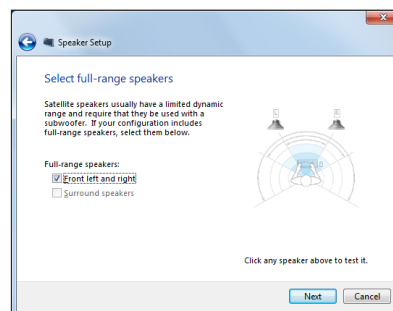 Speaker Setup
Select full-range speakers
Satellite speakers usually have a limited dynamic
range and require that they be used with a
subwoofer. If your configuration includes
full-range speakers, select them below.
L R
Full-range speakers:
Front left and right
Surround speakers
Click any speaker above to test it.
Next Cancel